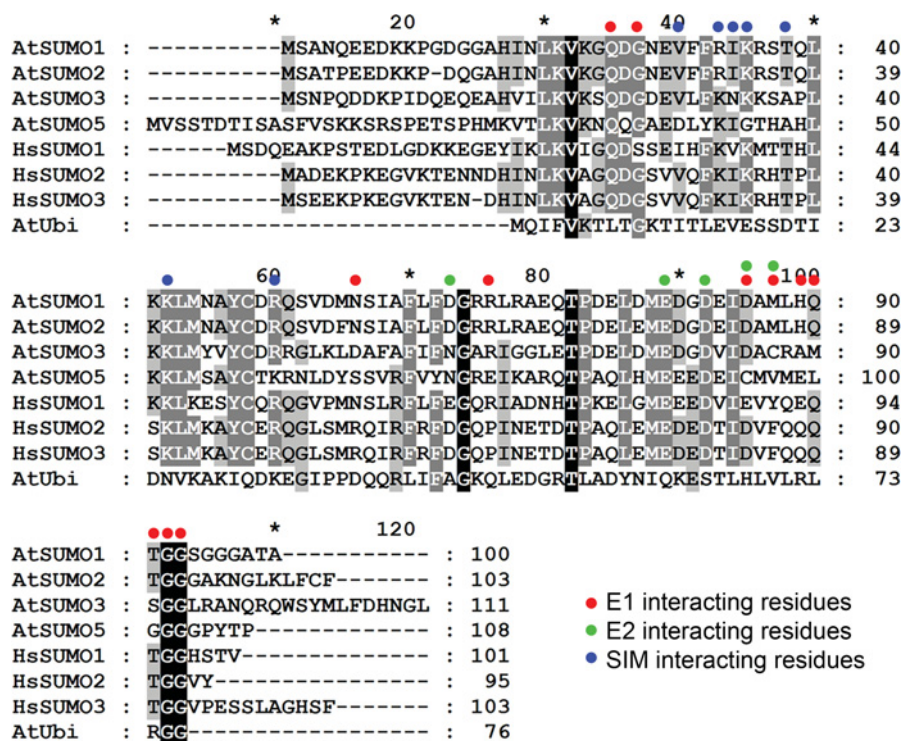 * 20 * 40 *
AtSUMO1 : ----------MSANQEEDKKPGDGGAHINLKVKGQDGNEVFFRIKRSTQL : 40
AtSUMO2 : ----------MSATPEEDKKP-DQGAHINLKVKGQDGNEVFFRIKRSTQL : 39
AtSUMO3 : ----------MSNPQDDKPIDQEQEAHVILKVKSQDGDEVLFKNKKSAPL : 40
AtSUMO5 : MVSSTDTISASFVSKKSRSPETSPHMKVTLKVKNQQGAEDLYKIGTHAHL : 50
HsSUMO1 : ------MSDQEAKPSTEDLGDKKEGEYIKLKVIGQDSSEIHFKVKMTTHL : 44
HsSUMO2 : ----------MADEKPKEGVKTENNDHINLKVAGQDGSVVQFKIKRHTPL : 40
HsSUMO3 : ----------MSEEKPKEGVKTEN-DHINLKVAGQDGSVVQFKIKRHTPL : 40
AtUbi : ---------------------------MQIFVKTLTGKTITLEVESSDTI : 23
60 * 80 * 100
AtSUMO1 : KKLMNAYCDRQSVDMNSIAFLFDGRRLRAEQTPDELDMEDGDEIDAMLHQ : 90
AtSUMO2 : KKLMNAYCDRQSVDFNSIAFLFDGRRLRAEQTPDELEMEDGDEIDAMLHQ : 89
AtSUMO3 : KKLMYVYCDRRGLKLDAFAFIFNGARIGGLETPDELDMEDGDVIDACRAM : 90
AtSUMO5 : KKLMSAYCTKRNLDYSSVRFVYNGREIKARQTPAQLHMEEEDEICMVMEL : 100
HsSUMO1 : KKLKESYCQRQGVPMNSLRFLFEGQRIADNHTPKELGMEEEDVIEVYQEQ : 94
HsSUMO2 : SKLMKAYCERQGLSMRQIRFRFDGQPINETDTPAQLEMEDEDTIDVFQQQ : 90
HsSUMO3 : SKLMKAYCERQGLSMRQIRFRFDGQPINETDTPAQLEMEDEDTIDVFQQQ : 89
AtUbi : DNVKAKIQDKEGIPPDQQRLIFAGKQLEDGRTLADYNIQKESTLHLVLRL : 73
* 120
AtSUMO1 : TGGSGGGATA----------- : 100
AtSUMO2 : TGGGAKNGLKLFCF------- : 103
AtSUMO3 : SGGLRANQRQWSYMLFDHNGL : 111
AtSUMO5 : GGGGPYTP------------- : 108
HsSUMO1 : TGGHSTV-------------- : 101
HsSUMO2 : TGGVY---------------- : 95
HsSUMO3 : TGGVPESSLAGHSF------- : 103
AtUbi : RGG------------------ : 76
E1 interacting residues
E2 interacting residues
SIM interacting residues